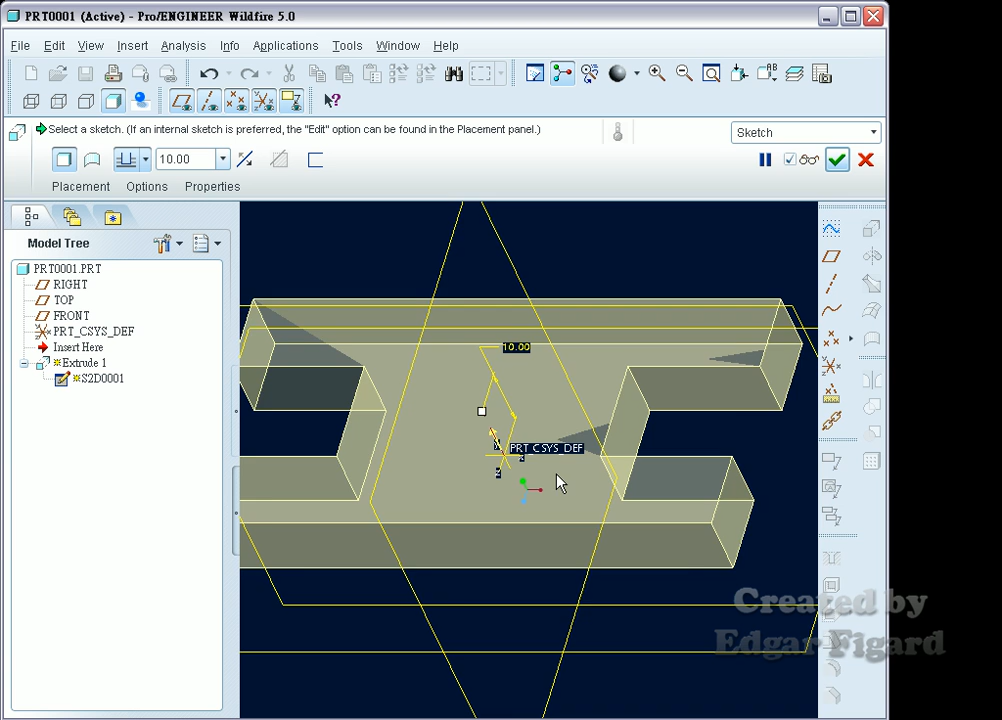 PRT0001 (Active) - Pro/ENGINEER Wildfire 5.0
File Edit View Insert Analysis Info Applications Tools Window Help
Select a sketch. (If an internal sketch is preferred, the "Edit" option can be found in the Placement panel.)
Sketch
10.00
Placement Options Properties
Model Tree
PRT0001.PRT
RIGHT
TOP
FRONT
PRT_CSYS_DEF
Insert Here
Extrude 1
S2D0001
10.00
PRT_CSYS_DEF
Created by
Edgar Figard